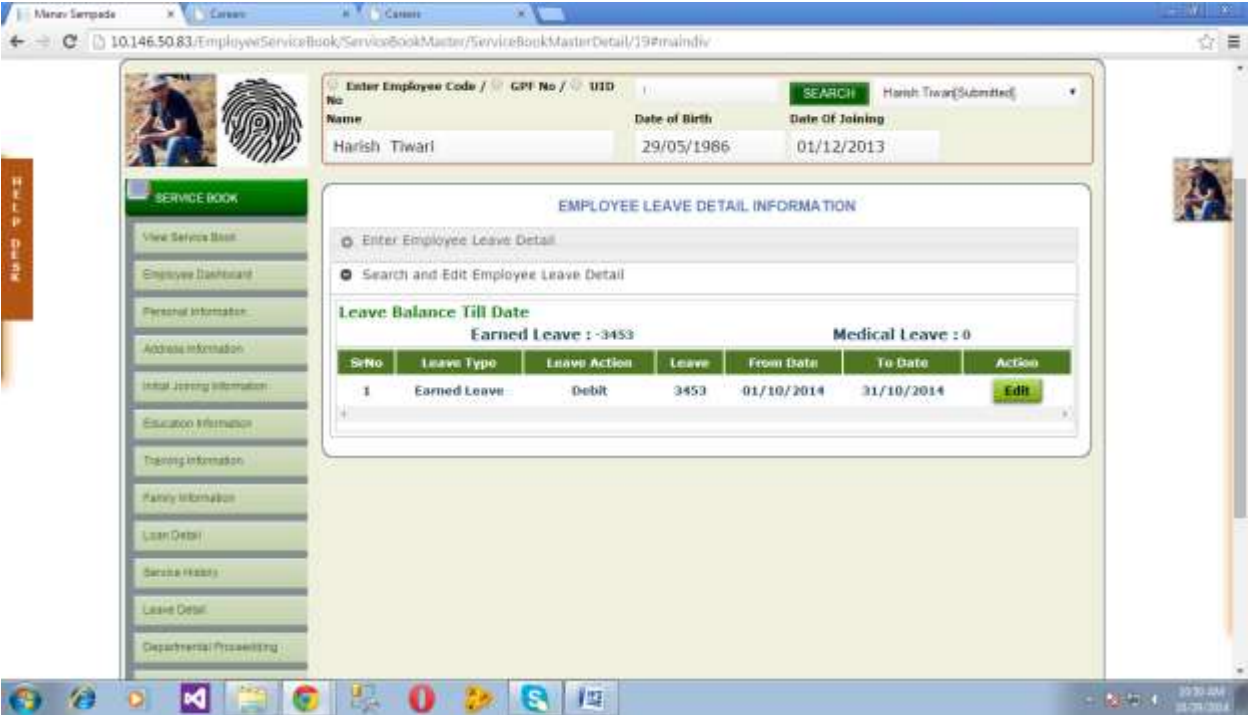 Manav Sampada
Careers
Careers
10.146.50.83/EmployeeServiceBook/ServiceBookMaster/ServiceBookMasterDetail/19#maindiv
Enter Employee Code / GPF No / UID No
SEARCH
Harish Tiwari[Submitted]
Name
Date of Birth
Date Of Joining
Harish Tiwari
29/05/1986
01/12/2013
HELP DESK
SERVICE BOOK
View Service Book
Employee Dashboard
Personal Information
Address Information
Initial Joining Information
Education Information
Training Information
Family Information
Loan Detail
Service History
Leave Detail
Departmental Proceedding
EMPLOYEE LEAVE DETAIL INFORMATION
Enter Employee Leave Detail
Search and Edit Employee Leave Detail
Leave Balance Till Date
Earned Leave : -3453
Medical Leave : 0
SrNo Leave Type Leave Action Leave From Date To Date Action
1 Earned Leave Debit 3453 01/10/2014 31/10/2014 Edit
10:30 AM